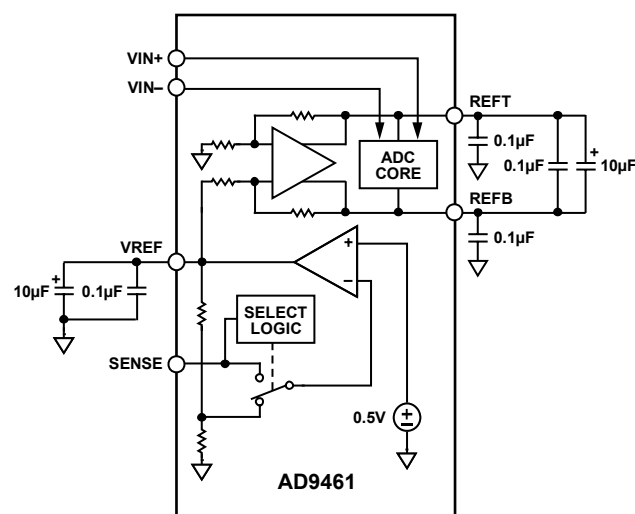 VIN+
VIN–
REFT
0.1µF
ADC
CORE
0.1µF
+
10µF
REFB
0.1µF
VREF
+
–
+
10µF
0.1µF
SELECT
LOGIC
SENSE
0.5V
+
–
AD9461